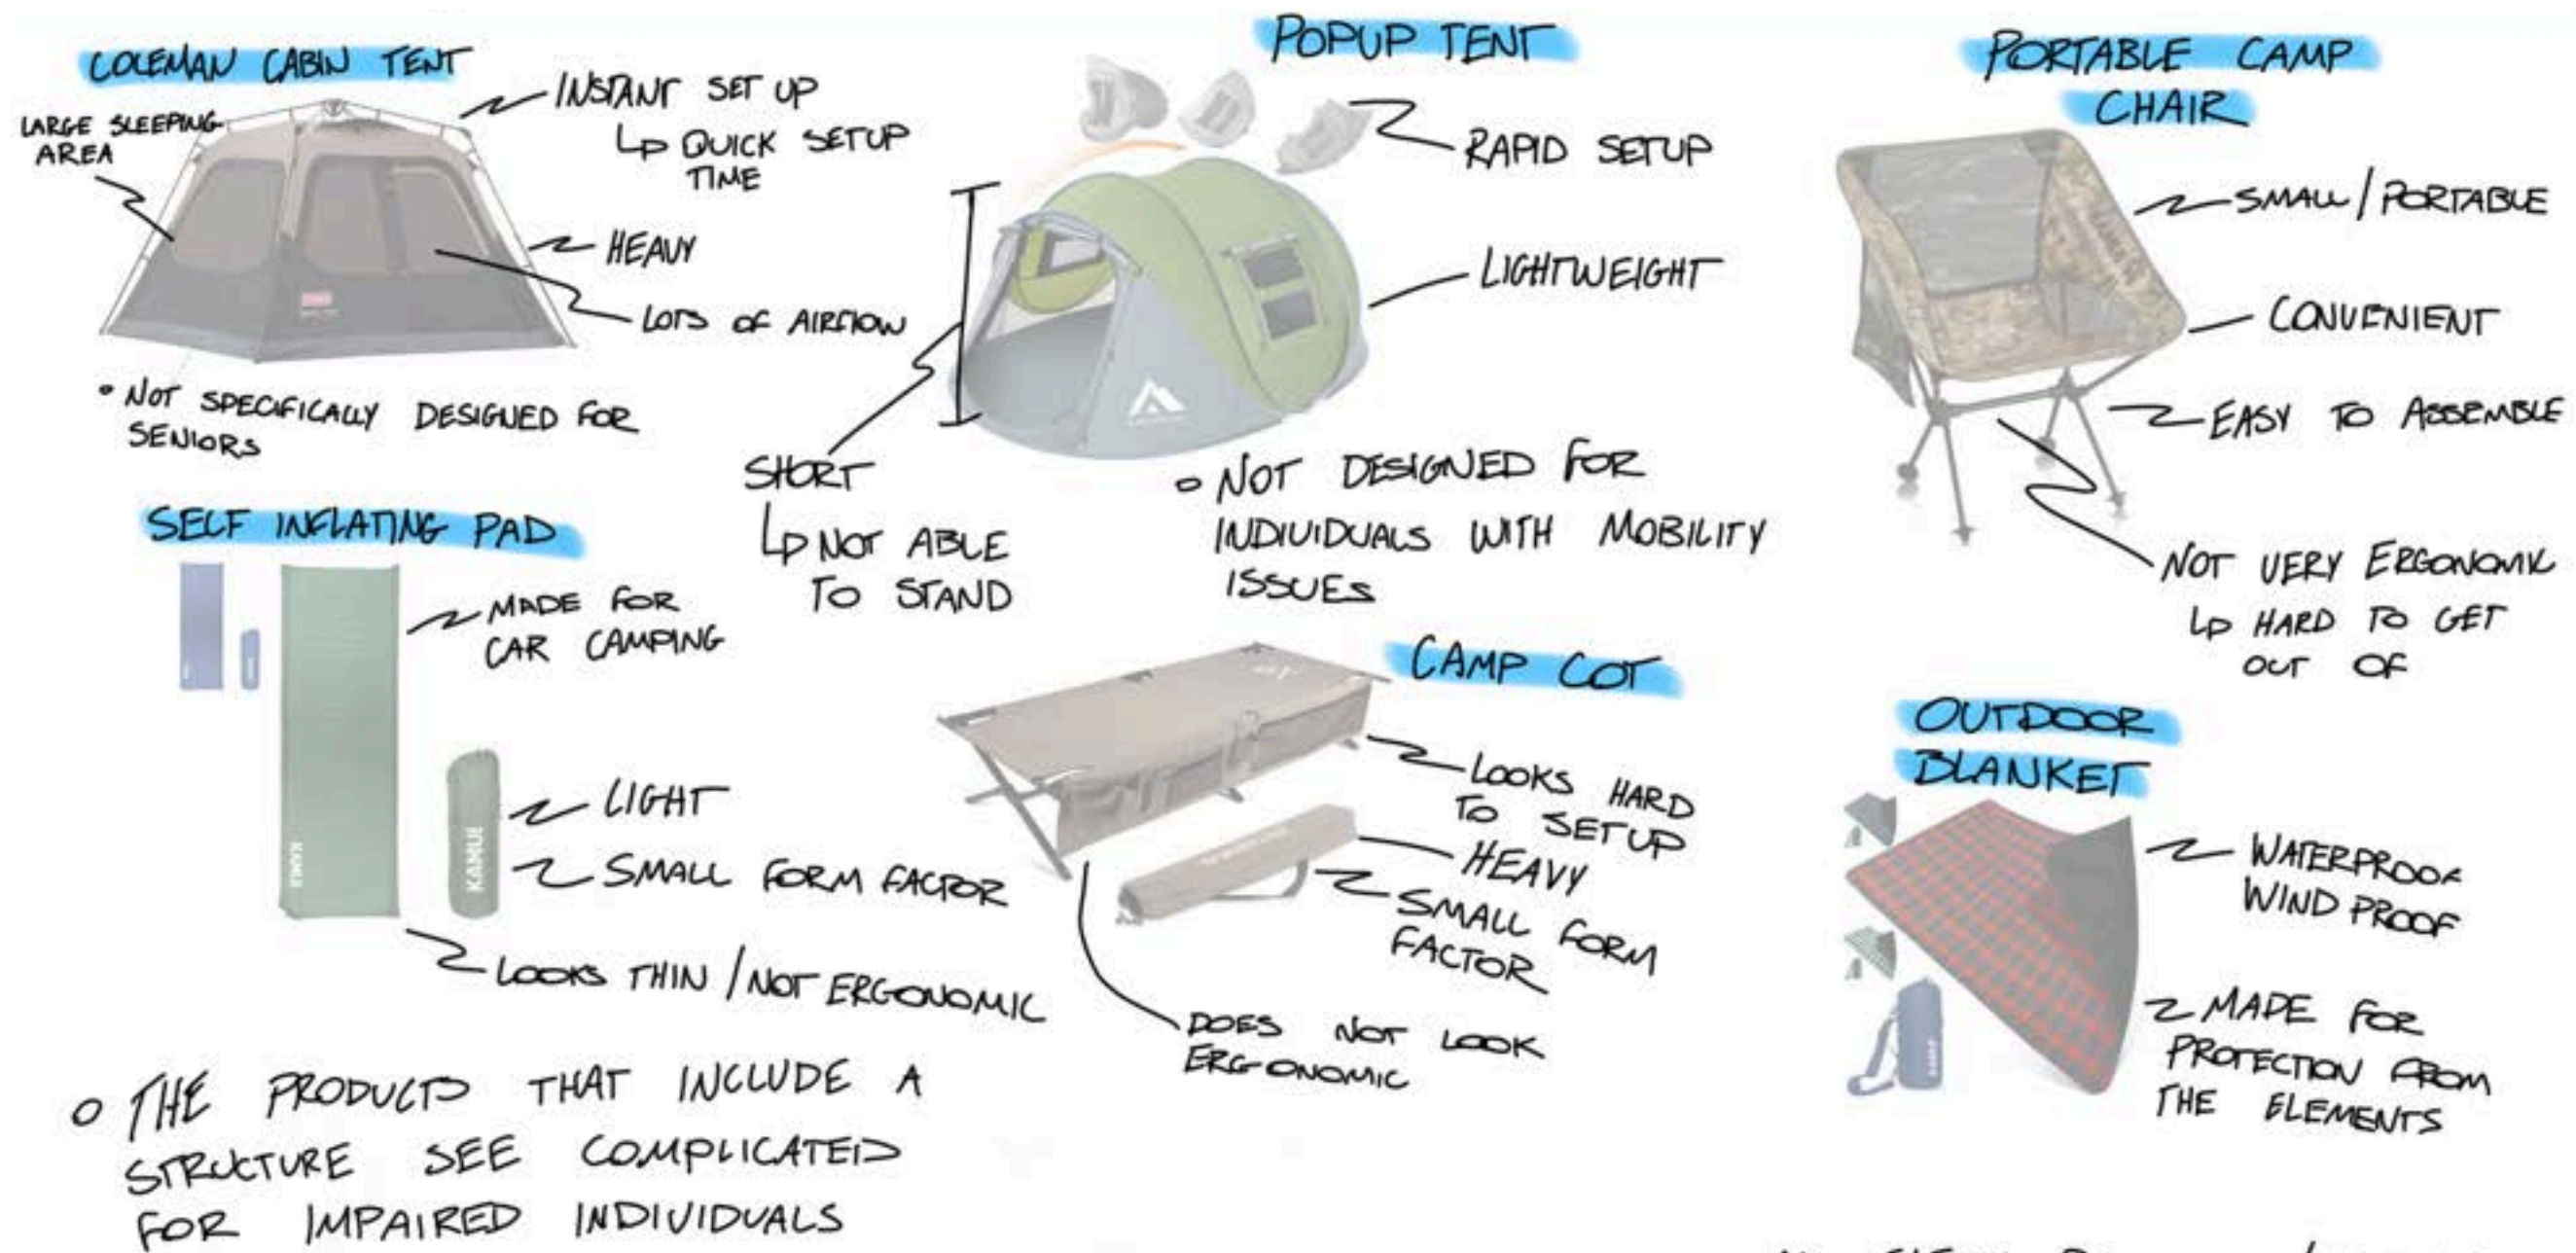 COLEMAN CABIN TENT
LARGE SLEEPING
AREA
INSTANT SET UP
↳ QUICK SETUP
TIME
HEAVY
LOTS OF AIRFLOW
• NOT SPECIFICALLY DESIGNED FOR
SENIORS
POPUP TENT
RAPID SETUP
LIGHTWEIGHT
SHORT
↳ NOT ABLE
TO STAND
• NOT DESIGNED FOR
INDIVIDUALS WITH MOBILITY
ISSUES
PORTABLE CAMP
CHAIR
SMALL / PORTABLE
CONVENIENT
EASY TO ASSEMBLE
NOT VERY ERGONOMIC
↳ HARD TO GET
OUT OF
SELF INFLATING PAD
MADE FOR
CAR CAMPING
LIGHT
SMALL FORM FACTOR
LOOKS THIN / NOT ERGONOMIC
KAMUI
KAMUI
CAMP COT
LOOKS HARD
TO SETUP
HEAVY
SMALL FORM
FACTOR
DOES NOT LOOK
ERGONOMIC
OUTDOOR
BLANKET
WATERPROOF
WIND PROOF
MADE FOR
PROTECTION FROM
THE ELEMENTS
• THE PRODUCTS THAT INCLUDE A
STRUCTURE SEE COMPLICATED
FOR IMPAIRED INDIVIDUALS